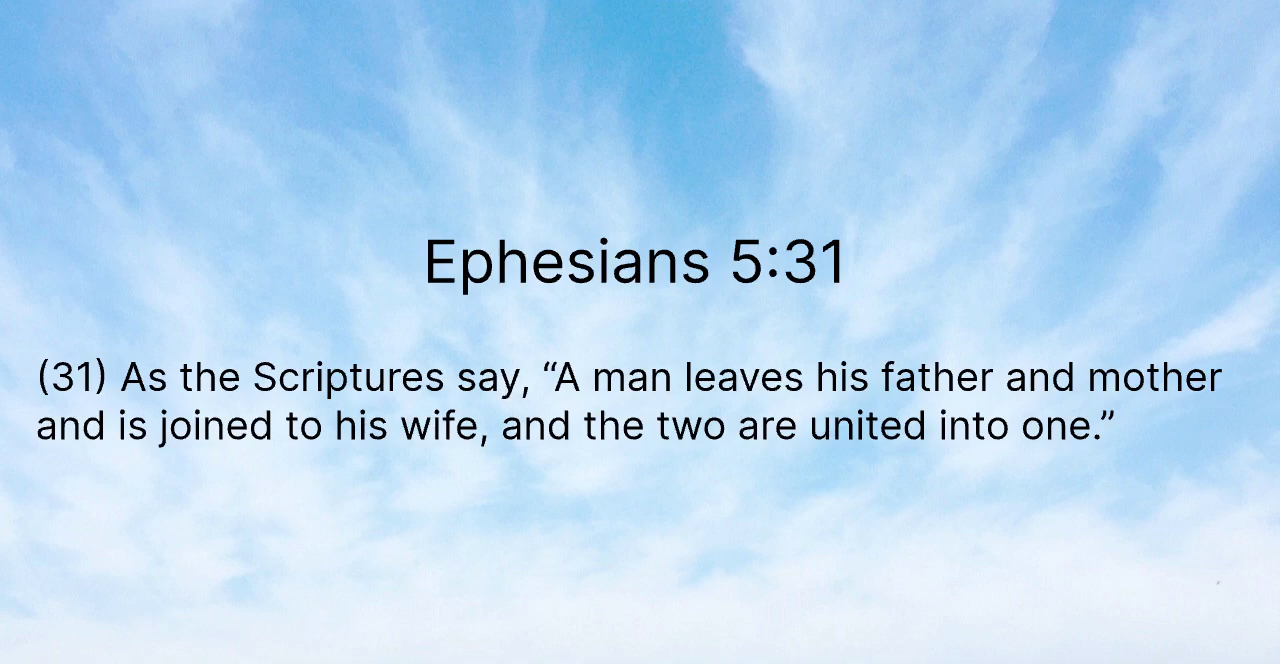 Ephesians 5:31
(31) As the Scriptures say, “A man leaves his father and mother
and is joined to his wife, and the two are united into one.”